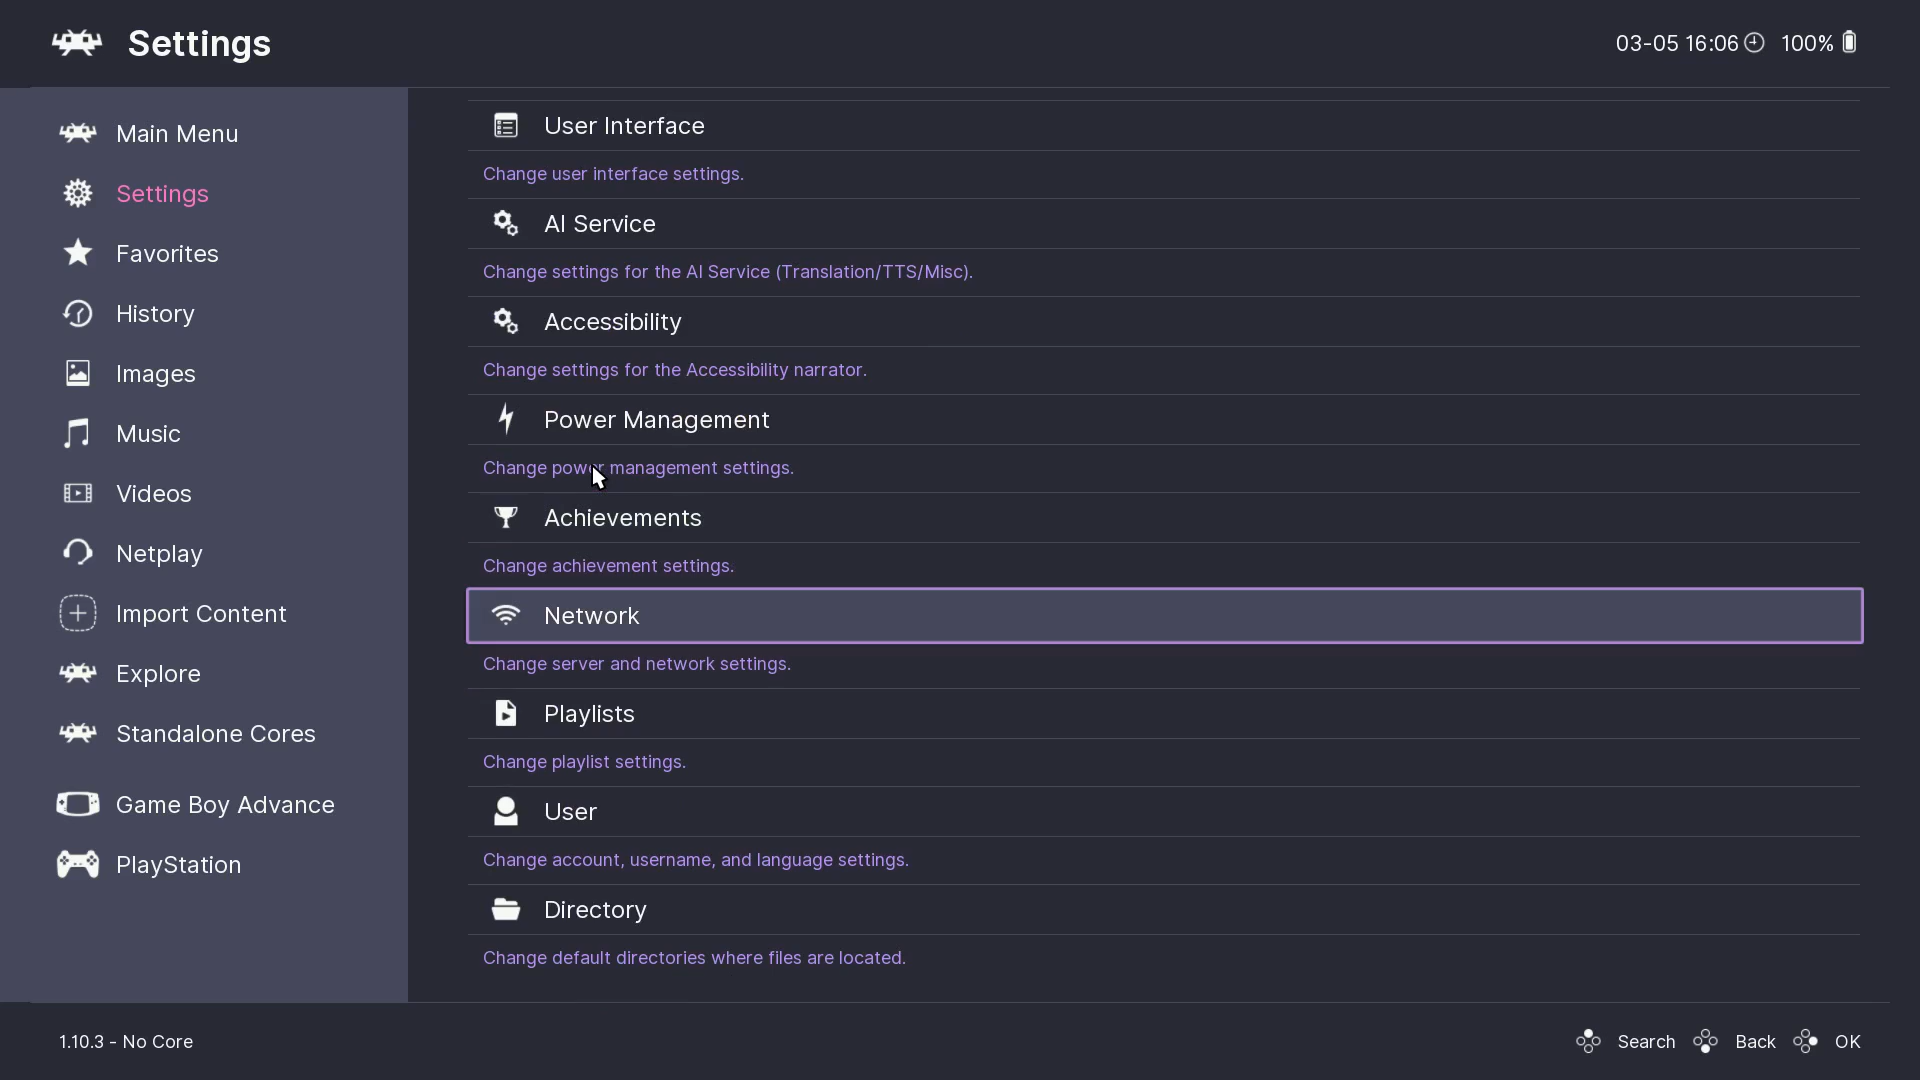 Settings
03-05 16:06 100%
Main Menu
Settings
Favorites
History
Images
Music
Videos
Netplay
Import Content
Explore
Standalone Cores
Game Boy Advance
PlayStation
User Interface
Change user interface settings.
AI Service
Change settings for the AI Service (Translation/TTS/Misc).
Accessibility
Change settings for the Accessibility narrator.
Power Management
Change power management settings.
Achievements
Change achievement settings.
Network
Change server and network settings.
Playlists
Change playlist settings.
User
Change account, username, and language settings.
Directory
Change default directories where files are located.
1.10.3 - No Core
Search Back OK